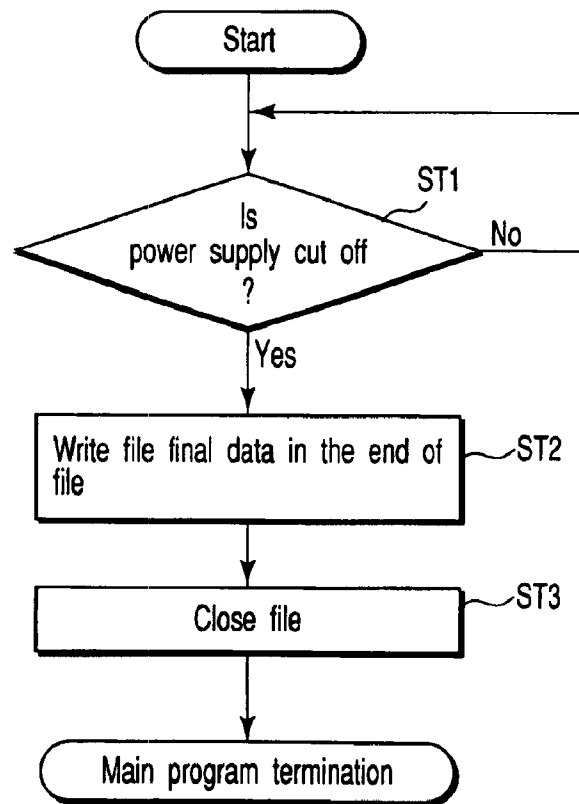 Start
ST1
Is
power supply cut off
?
No
Yes
Write file final data in the end of
file
ST2
Close file
ST3
Main program termination